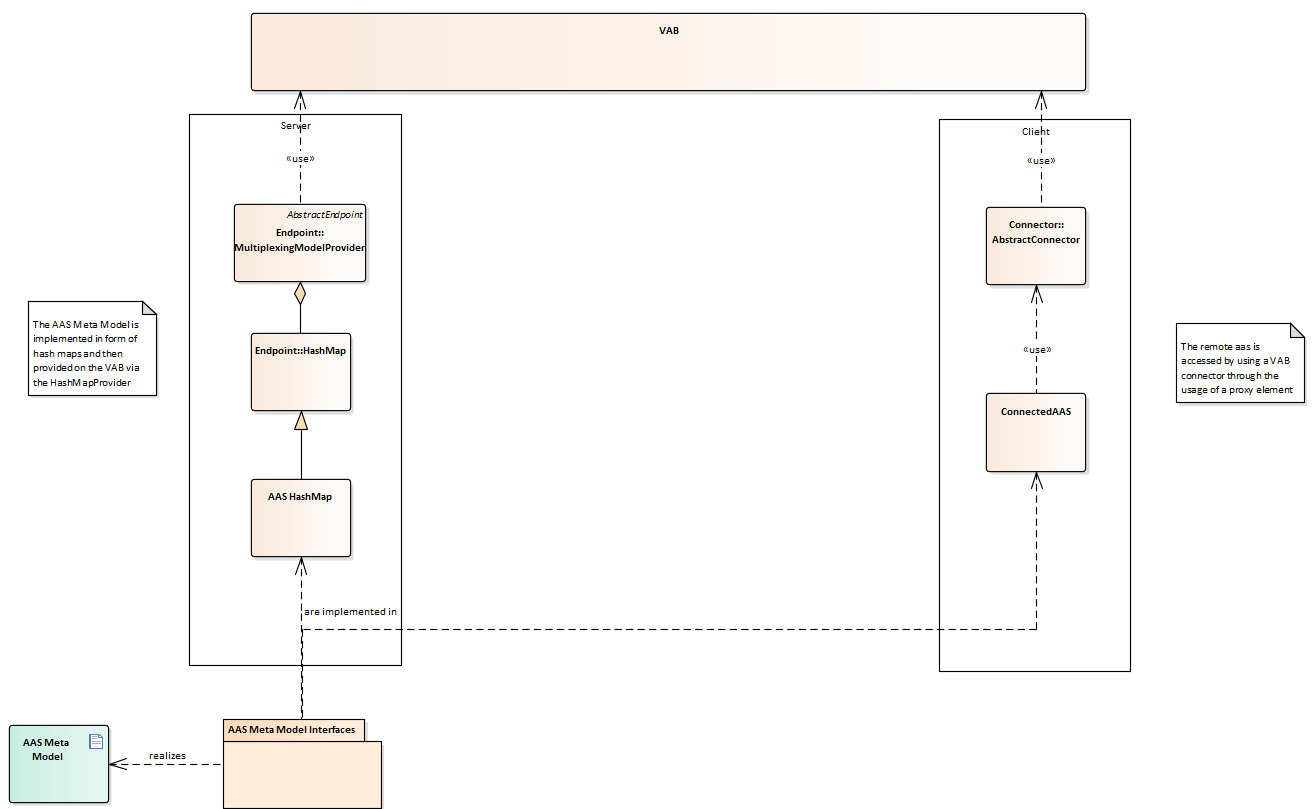 VAB
Server
«use»
AbstractEndpoint
Endpoint::
MultiplexingModelProvider
Endpoint::HashMap
AAS HashMap
are implemented in
The AAS Meta Model is
implemented in form of
hash maps and then
provided on the VAB via
the HashMapProvider
Client
«use»
Connector::
AbstractConnector
«use»
ConnectedAAS
The remote aas is
accessed by using a VAB
connector through the
usage of a proxy element
AAS Meta
Model
realizes
AAS Meta Model Interfaces